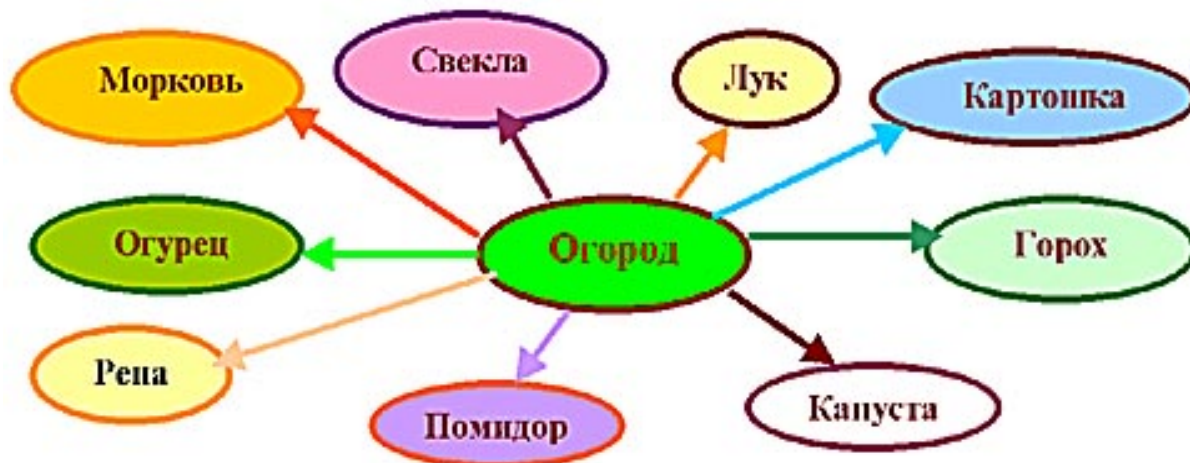 Морковь
Свекла
Лук
Картошка
Огурец
Огород
Горох
Репа
Помидор
Капуста